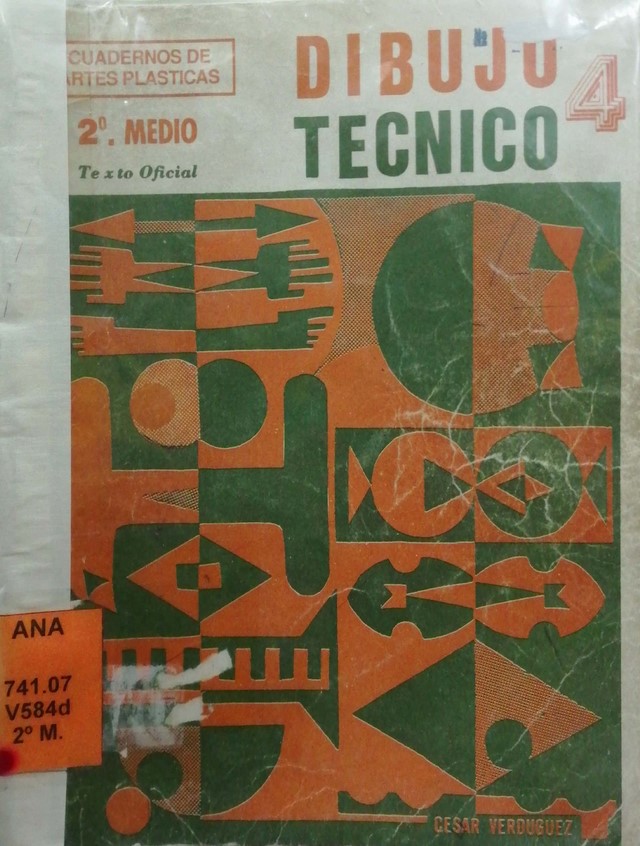 CUADERNOS DE
ARTES PLASTICAS
2º. MEDIO
Texto Oficial
DIBUJO
TECNICO
4
ANA
741.07
V584d
2º M.
CESAR VERDUGUEZ